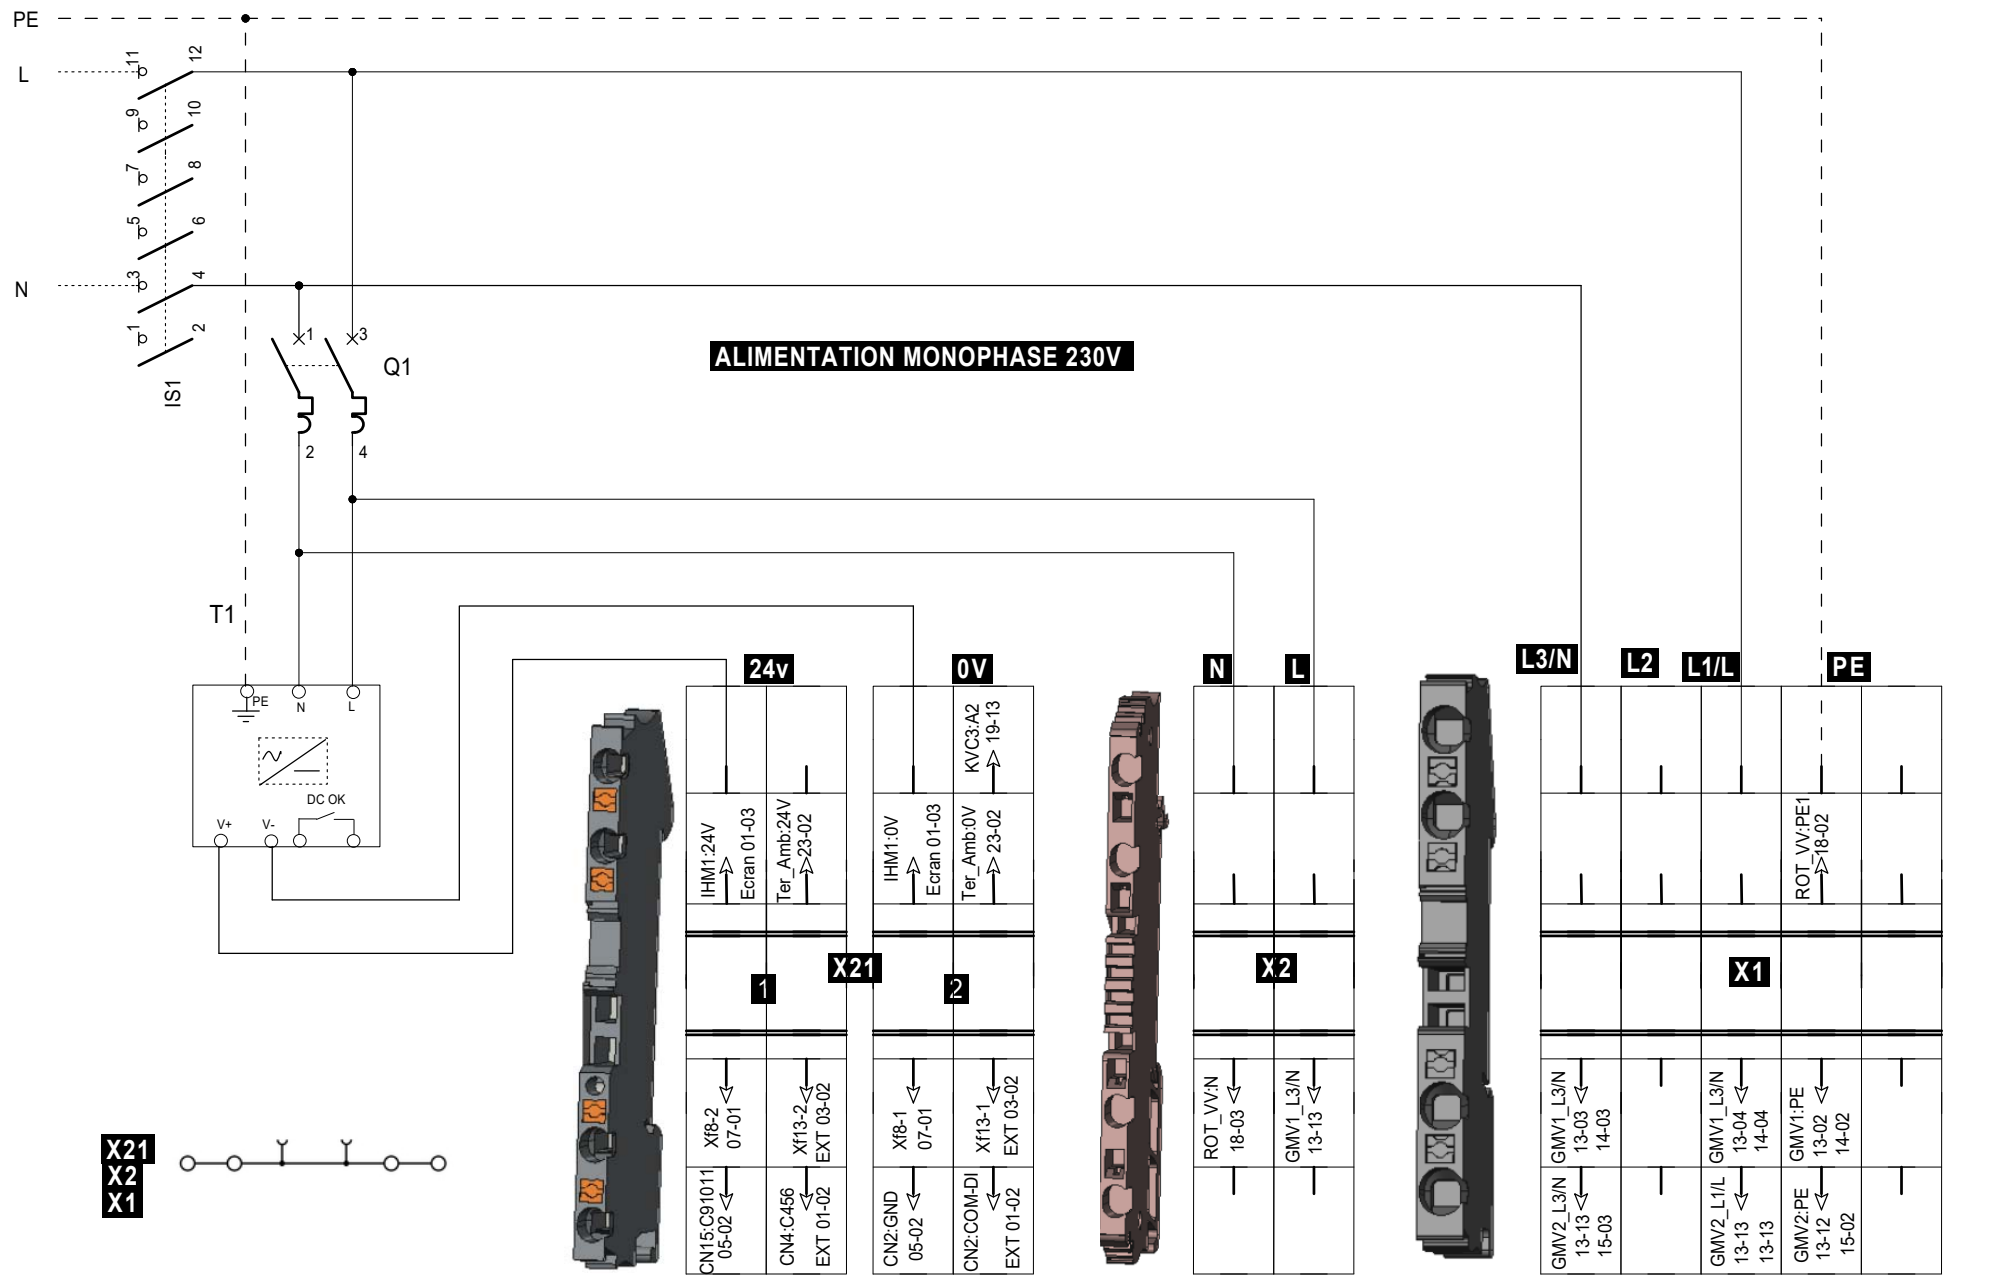 PE
L
11
12
9
10
7
8
5
6
N
3
4
1
2
IS1
1
3
Q1
2
4
ALIMENTATION MONOPHASE 230V
T1
PE
N
L
DC OK
V+
V-
24v
0V
N
L
L3/N
L2
L1/L
PE
KVC3:A2
19-13
IHM1:24V
Ecran 01-03
Ter_Amb:24V
23-02
IHM1:0V
Ecran 01-03
Ter_Amb:0V
23-02
ROT_VV:PE1
18-02
X21
1
2
X2
X1
Xf8-2
07-01
Xf13-2
EXT 03-02
Xf8-1
07-01
Xf13-1
EXT 03-02
ROT_VV:N
18-03
GMV1_L3/N
13-13
GMV1_L3/N
13-03
14-03
GMV1_L3/N
13-04
14-04
GMV1:PE
13-02
14-02
CN15:C91011
05-02
CN4:C456
EXT 01-02
CN2:GND
05-02
CN2:COM-DI
EXT 01-02
GMV2_L3/N
13-13
15-03
GMV2_L1/L
13-13
13-13
GMV2:PE
13-12
15-02
X21
X2
X1